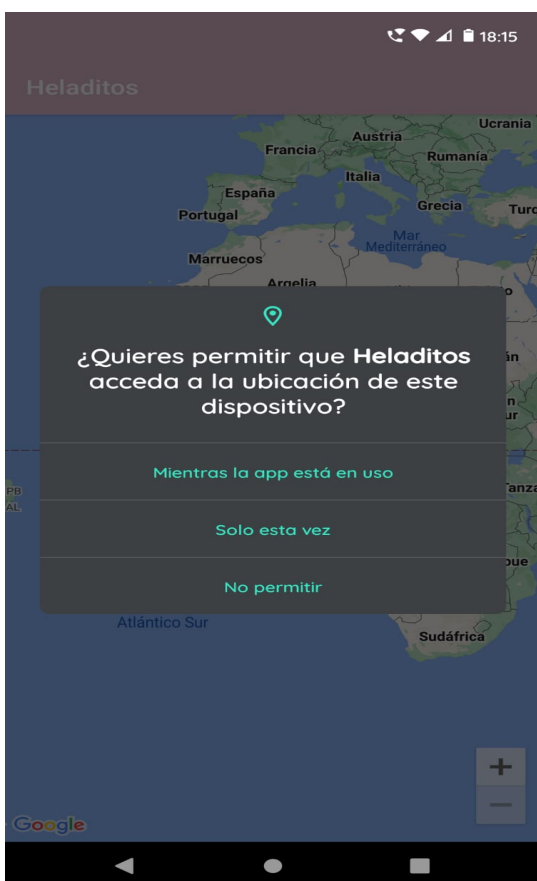 18:15
Heladitos
Ucrania
Austria
Francia
Rumanía
Italia
España
Grecia
Portugal
Mar
Mediterráneo
Marruecos
Argelia
¿Quieres permitir que Heladitos
acceda a la ubicación de este
dispositivo?
Mientras la app está en uso
Solo esta vez
No permitir
Atlántico Sur
Sudáfrica
+
−
Google